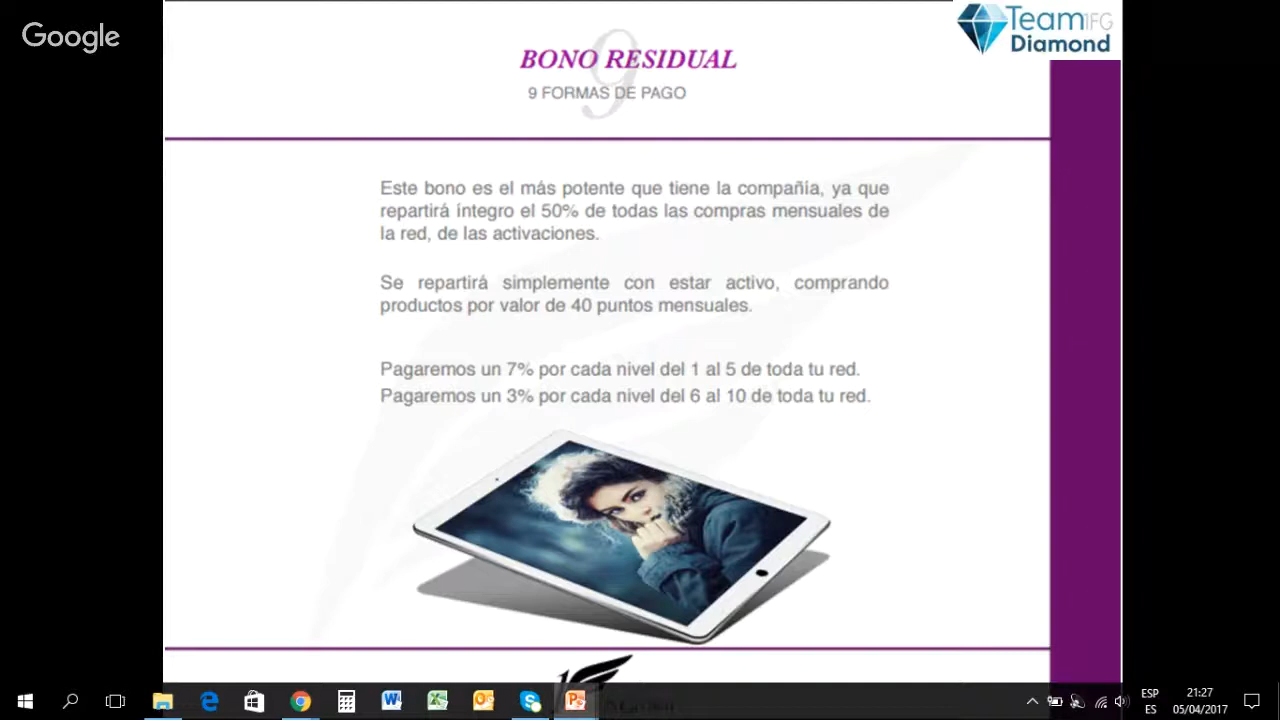 Google
Team 1FG
Diamond
9
BONO RESIDUAL
9 FORMAS DE PAGO
Este bono es el más potente que tiene la compañía, ya que
repartirá íntegro el 50% de todas las compras mensuales de
la red, de las activaciones.
Se repartirá simplemente con estar activo, comprando
productos por valor de 40 puntos mensuales.
Pagaremos un 7% por cada nivel del 1 al 5 de toda tu red.
Pagaremos un 3% por cada nivel del 6 al 10 de toda tu red.
ESP
ES
21:27
05/04/2017